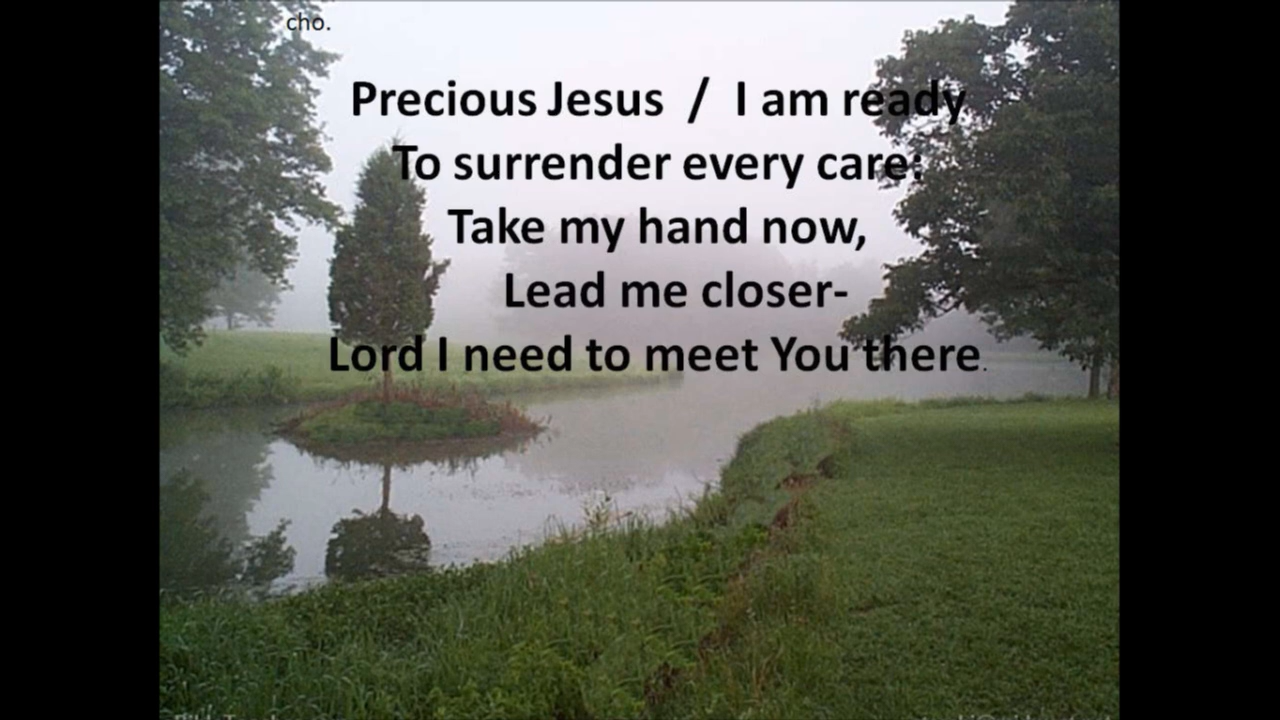 cho.
Precious Jesus / I am ready
To surrender every care:
Take my hand now,
Lead me closer-
Lord I need to meet You there.